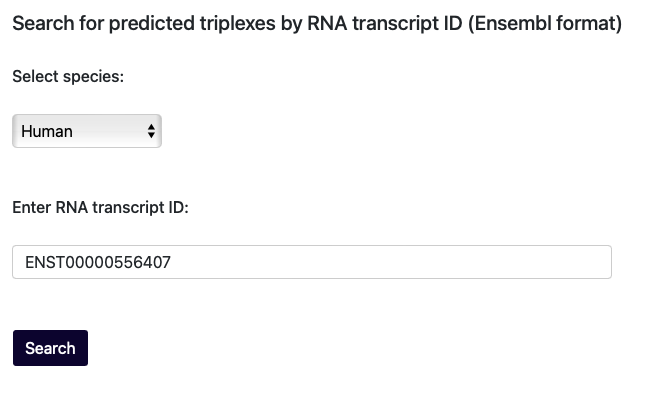 Search for predicted triplexes by RNA transcript ID (Ensembl format)
Select species:
Human
Enter RNA transcript ID:
ENST00000556407
Search